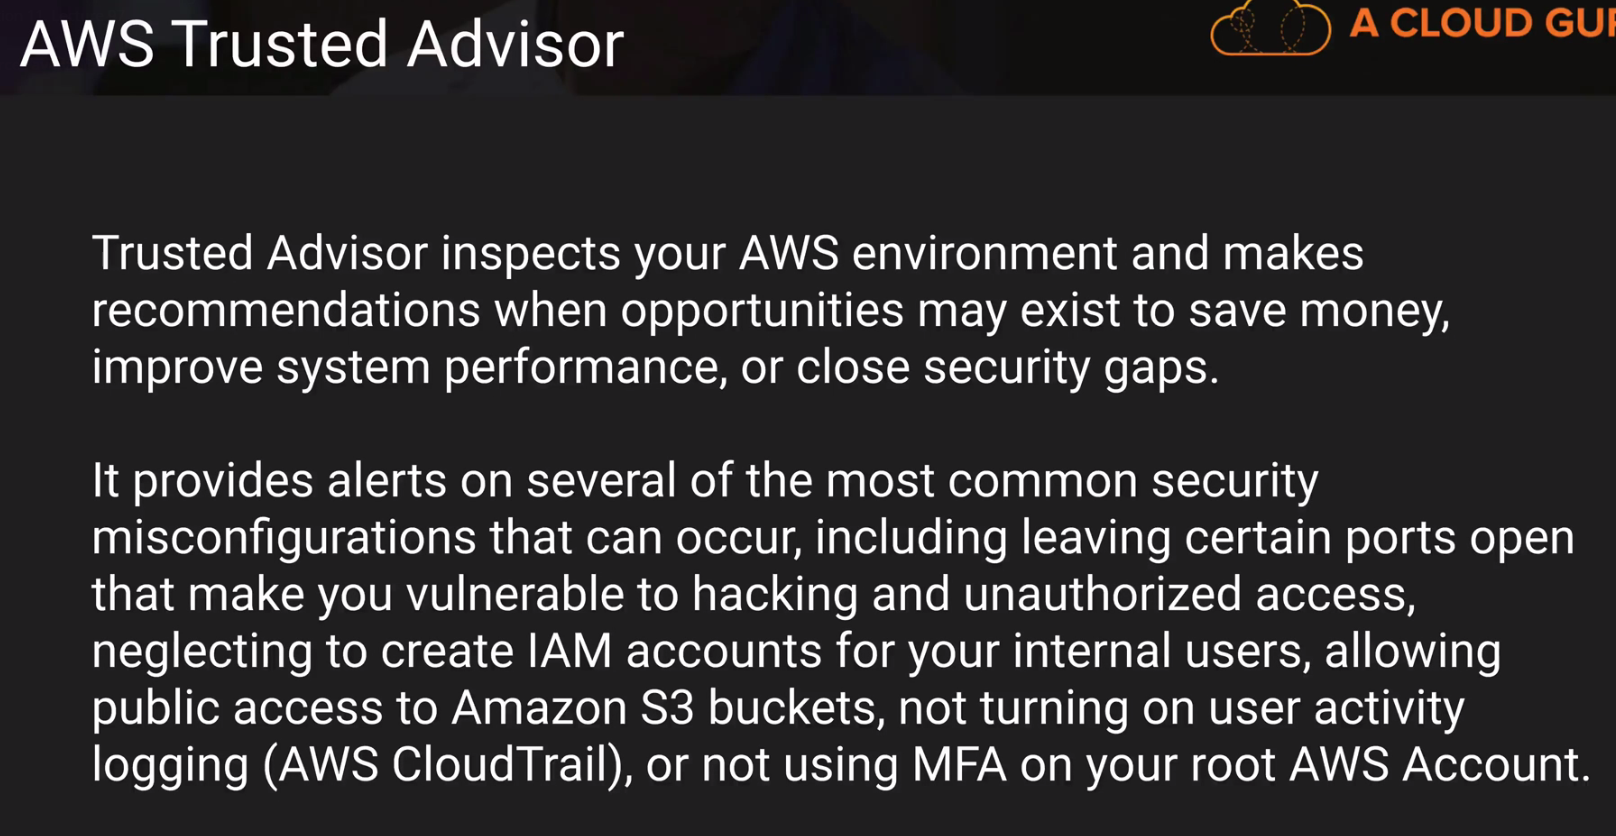 AWS Trusted Advisor
A CLOUD
Trusted Advisor inspects your AWS environment and makes
recommendations when opportunities may exist to save money,
improve system performance, or close security gaps.
It provides alerts on several of the most common security
misconfigurations that can occur, including leaving certain ports open
that make you vulnerable to hacking and unauthorized access,
neglecting to create IAM accounts for your internal users, allowing
public access to Amazon S3 buckets, not turning on user activity
logging (AWS CloudTrail), or not using MFA on your root AWS Account.